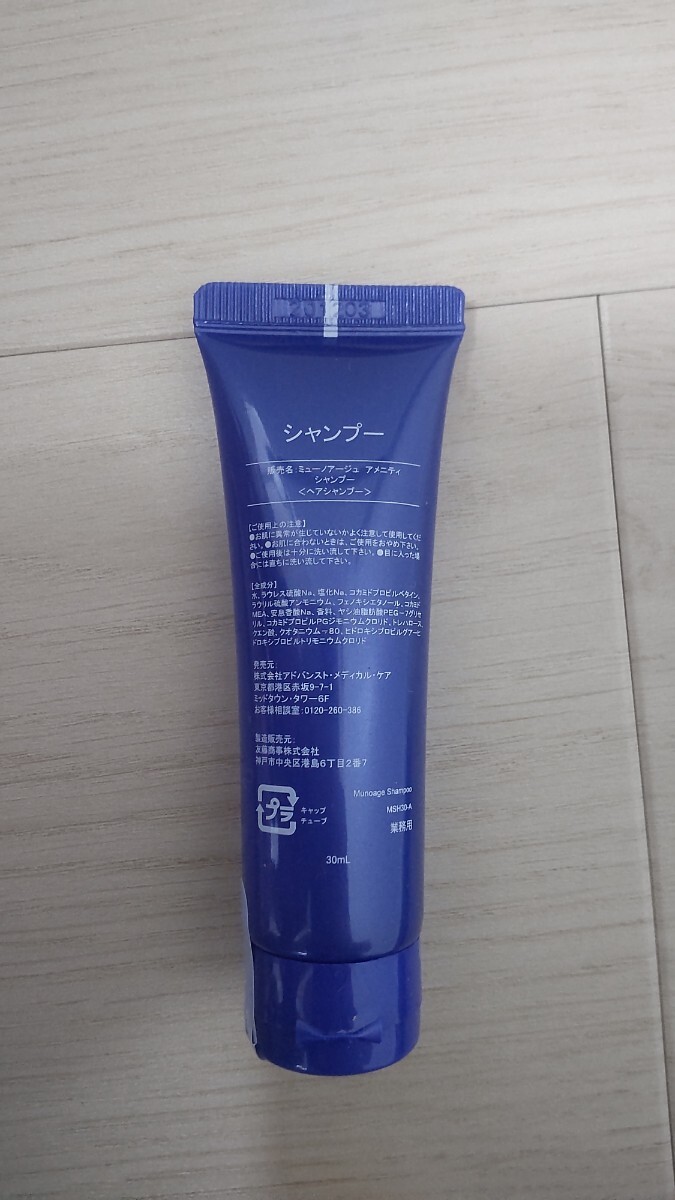 シャンプー
販売名:ミューノアージュ アメニティ
シャンプー
<ヘアシャンプー>
【ご使用上の注意】
●お肌に異常が生じていないかよく注意して使用してくだ
さい。●お肌に合わないときは、ご使用をおやめ下さい。
●ご使用後は十分に洗い流して下さい。●目に入った場
合には直ちに洗い流して下さい。
【全成分】
水、ラウレス硫酸Na、塩化Na、コカミドプロピルベタイン、
ラウリル硫酸アンモニウム、フェノキシエタノール、コカミド
MEA、安息香酸Na、香料、ヤシ油脂肪酸PEG-7グリセ
リル、コカミドプロピルPGジモニウムクロリド、トレハロース、
クエン酸、クオタニウム-80、ヒドロキシプロピルグアーヒ
ドロキシプロピルトリモニウムクロリド
発売元:
株式会社アドバンスト・メディカル・ケア
東京都港区赤坂9-7-1
ミッドタウン・タワー6F
お客様相談室:0120-260-386
製造販売元:
友藤商事株式会社
神戸市中央区港島6丁目2番7
プラ
キャップ
チューブ
Munoage Shampoo
MSH30-A
業務用
30mL